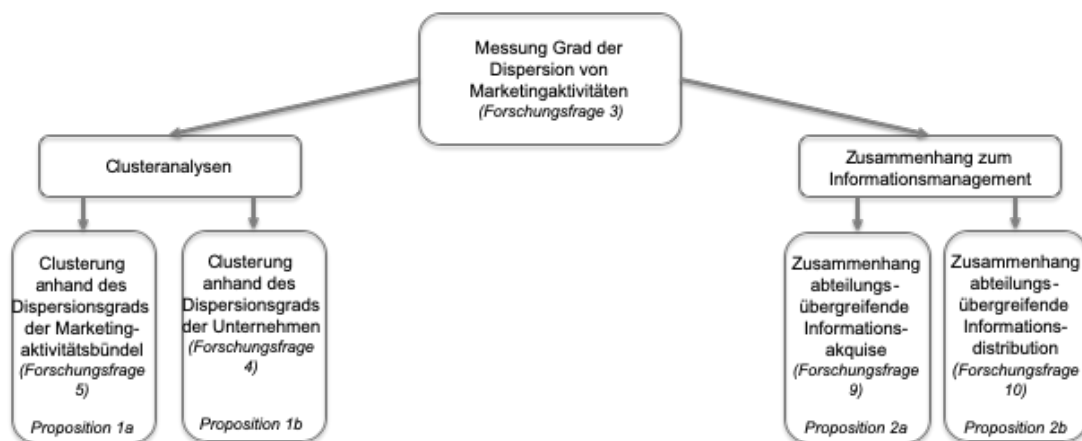 Messung Grad der
Dispersion von
Marketingaktivitäten
(Forschungsfrage 3)
Clusteranalysen
Zusammenhang zum
Informationsmanagement
Clusterung
anhand des
Dispersionsgrads
der Marketing-
aktivitätsbündel
(Forschungsfrage
5)
Proposition 1a
Clusterung
anhand des
Dispersionsgrads
der Unternehmen
(Forschungsfrage
4)
Proposition 1b
Zusammenhang
abteilungs-
übergreifende
Informations-
akquise
(Forschungsfrage
9)
Proposition 2a
Zusammenhang
abteilungs-
übergreifende
Informations-
distribution
(Forschungsfrage
10)
Proposition 2b